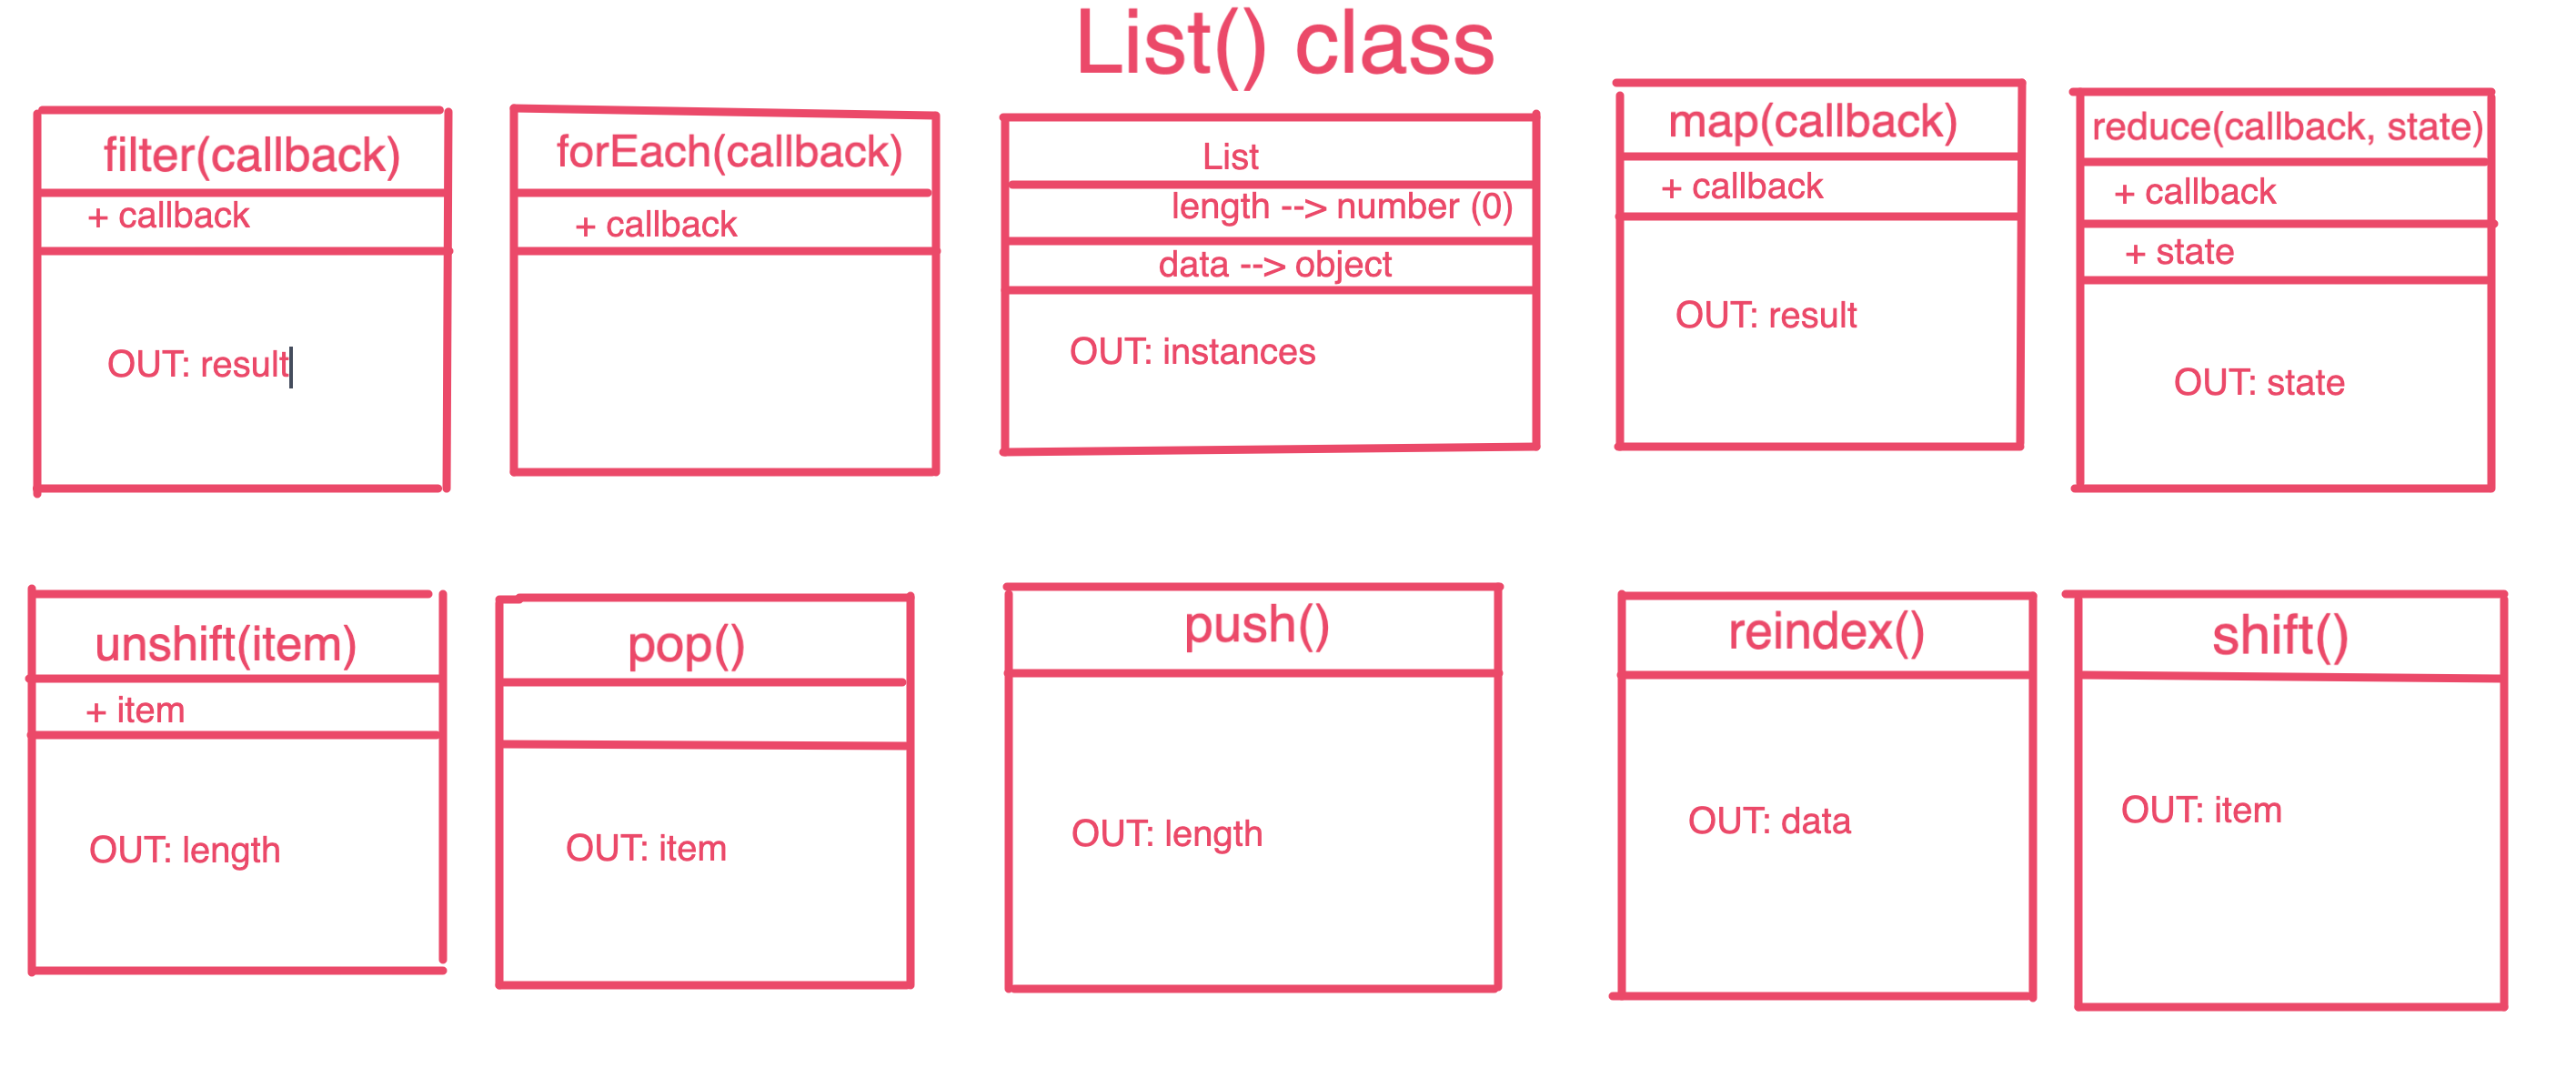 List() class
filter(callback)
+ callback
OUT: result
forEach(callback)
+ callback
List
length --> number (0)
data --> object
OUT: instances
map(callback)
+ callback
OUT: result
reduce(callback, state)
+ callback
+ state
OUT: state
unshift(item)
+ item
OUT: length
pop()
OUT: item
push()
OUT: length
reindex()
OUT: data
shift()
OUT: item